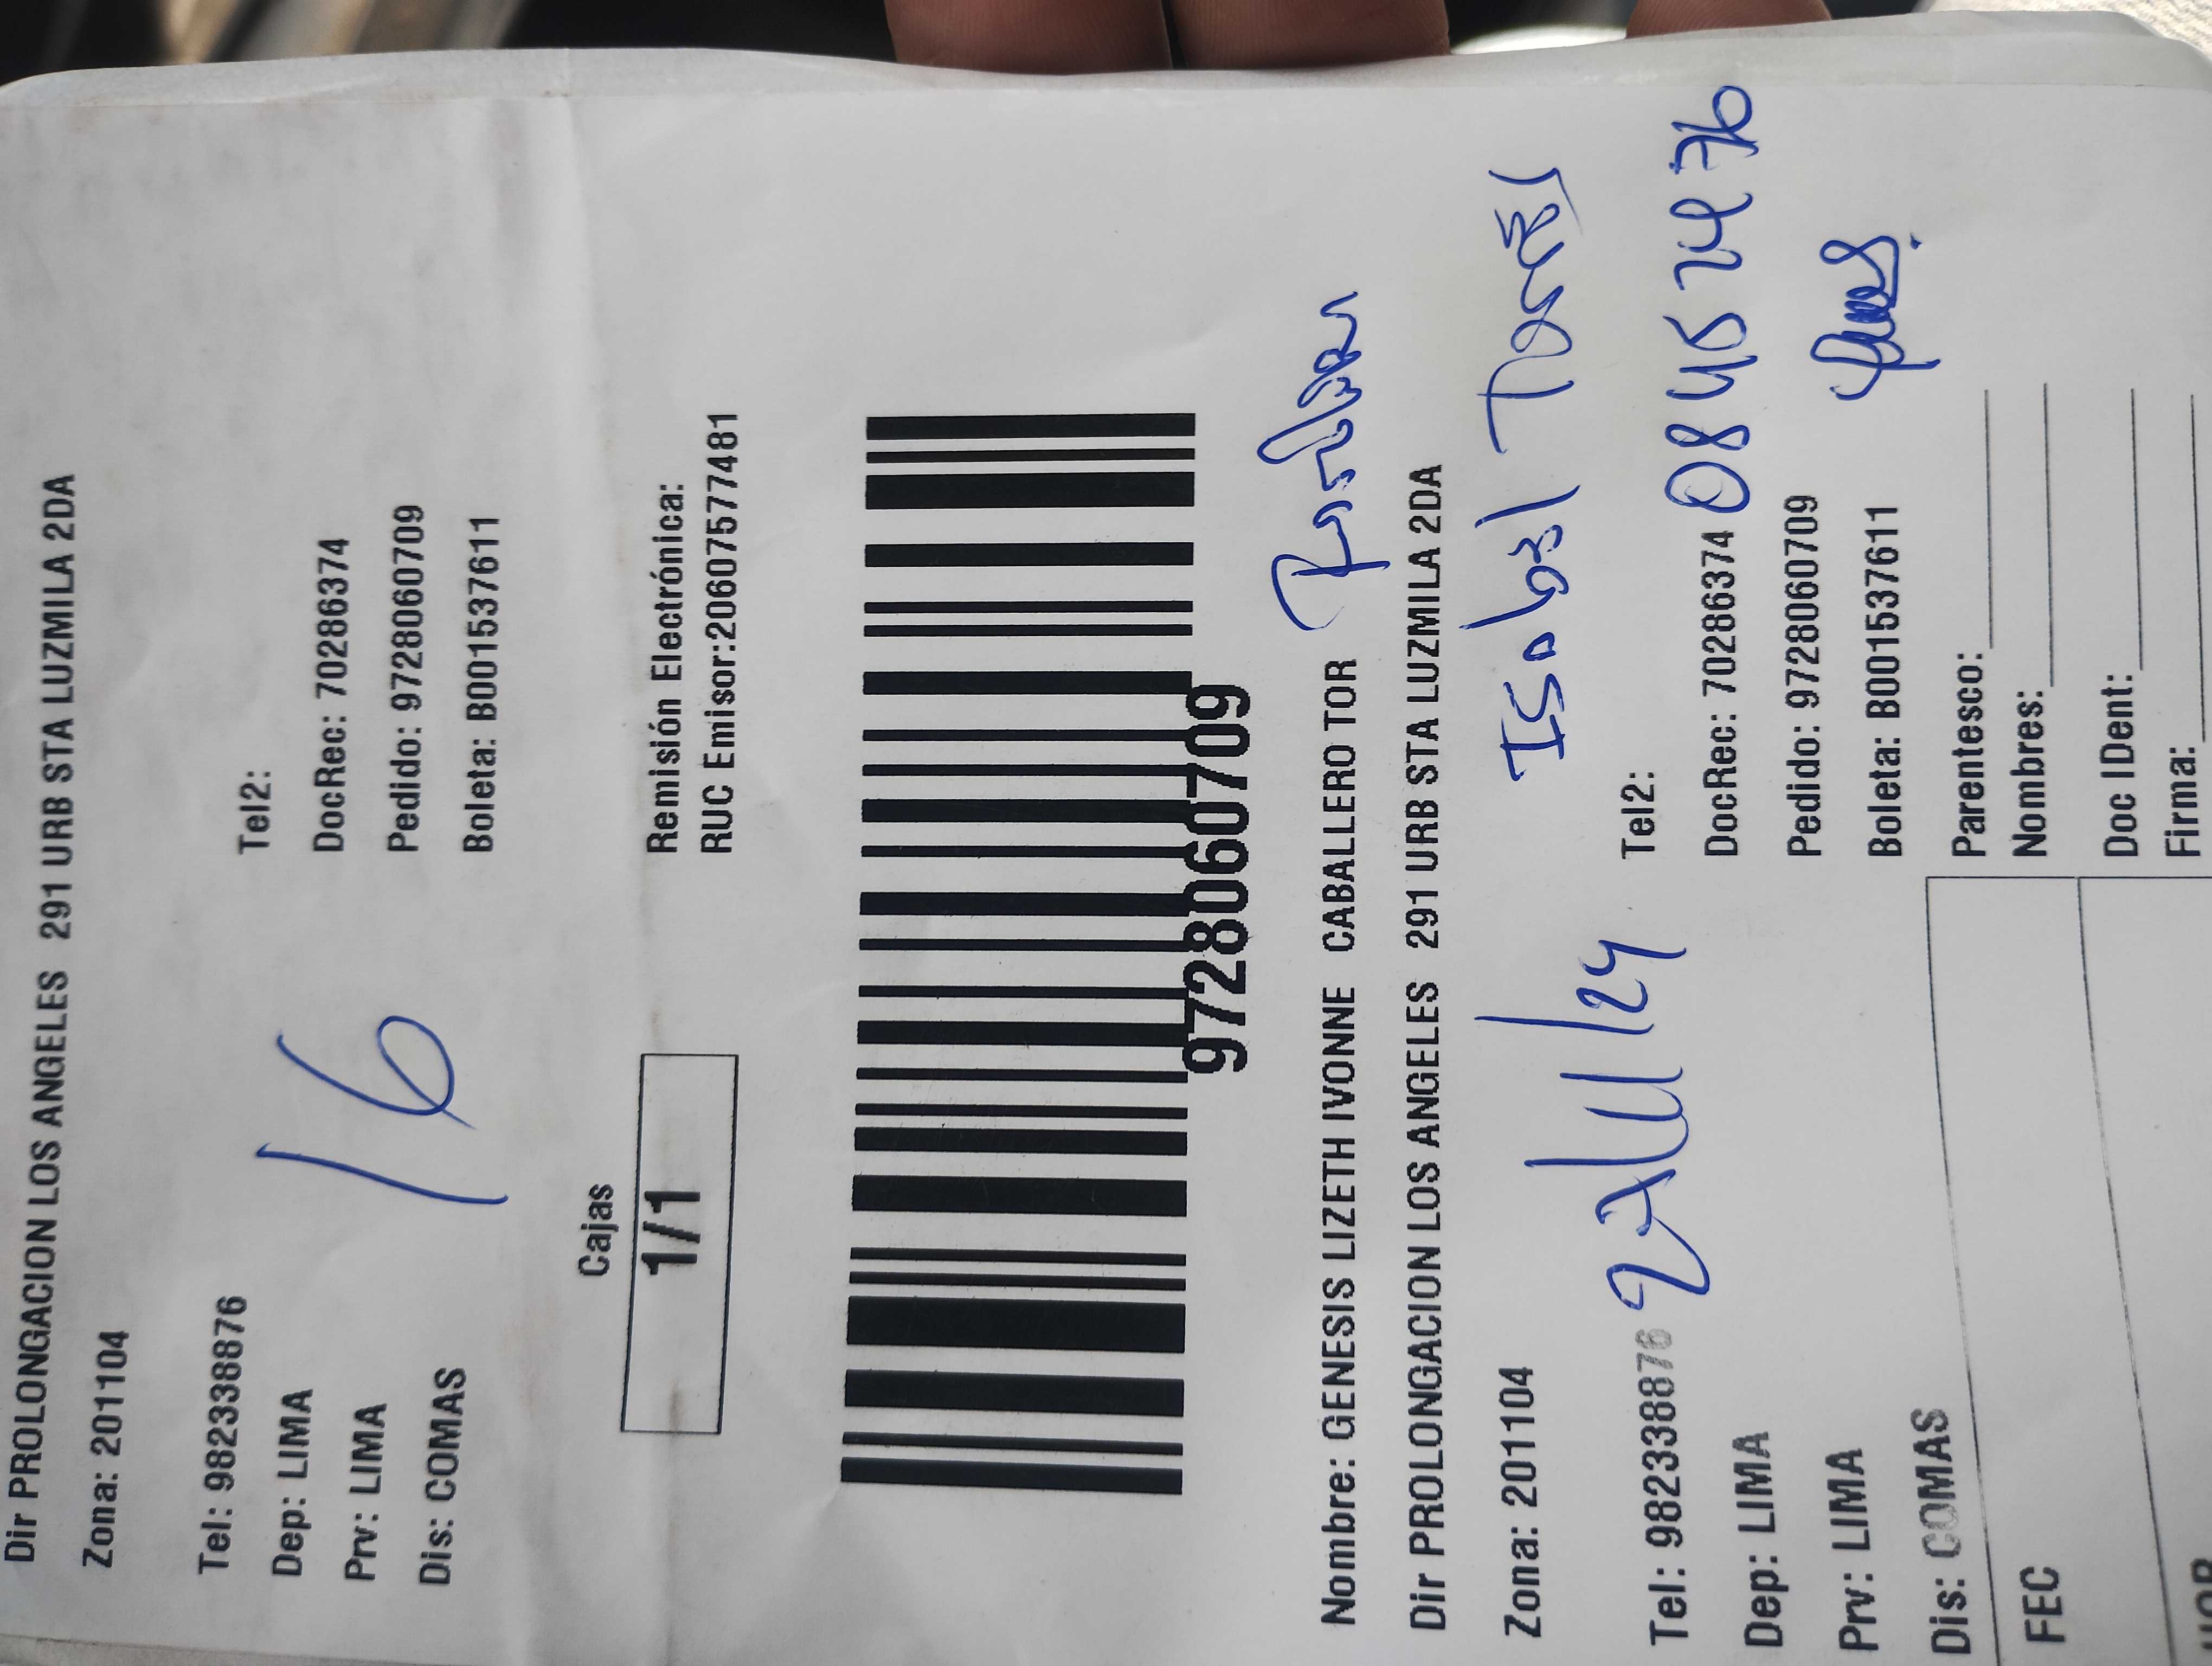 Dir PROLONGACION LOS ANGELES 291 URB STA LUZMILA 2DA
Zona: 201104
Tel: 982338876 Tel2:
Dep: LIMA DocRec: 70286374
Prv: LIMA Pedido: 9728060709
Dis: COMAS Boleta: B001537611
16
Cajas
1/1
Remisión Electrónica:
RUC Emisor:20607577481
9728060709
Nombre: GENESIS LIZETH IVONNE CABALLERO TOR
Dir PROLONGACION LOS ANGELES 291 URB STA LUZMILA 2DA
Zona: 201104 Isabel Torres
Tel: 982338876 Tel2:
Dep: LIMA DocRec: 70286374 08452476
Prv: LIMA Pedido: 9728060709
Dis: COMAS Boleta: B001537611
Parentesco:
FEC Nombres:
Doc IDent:
Firma: